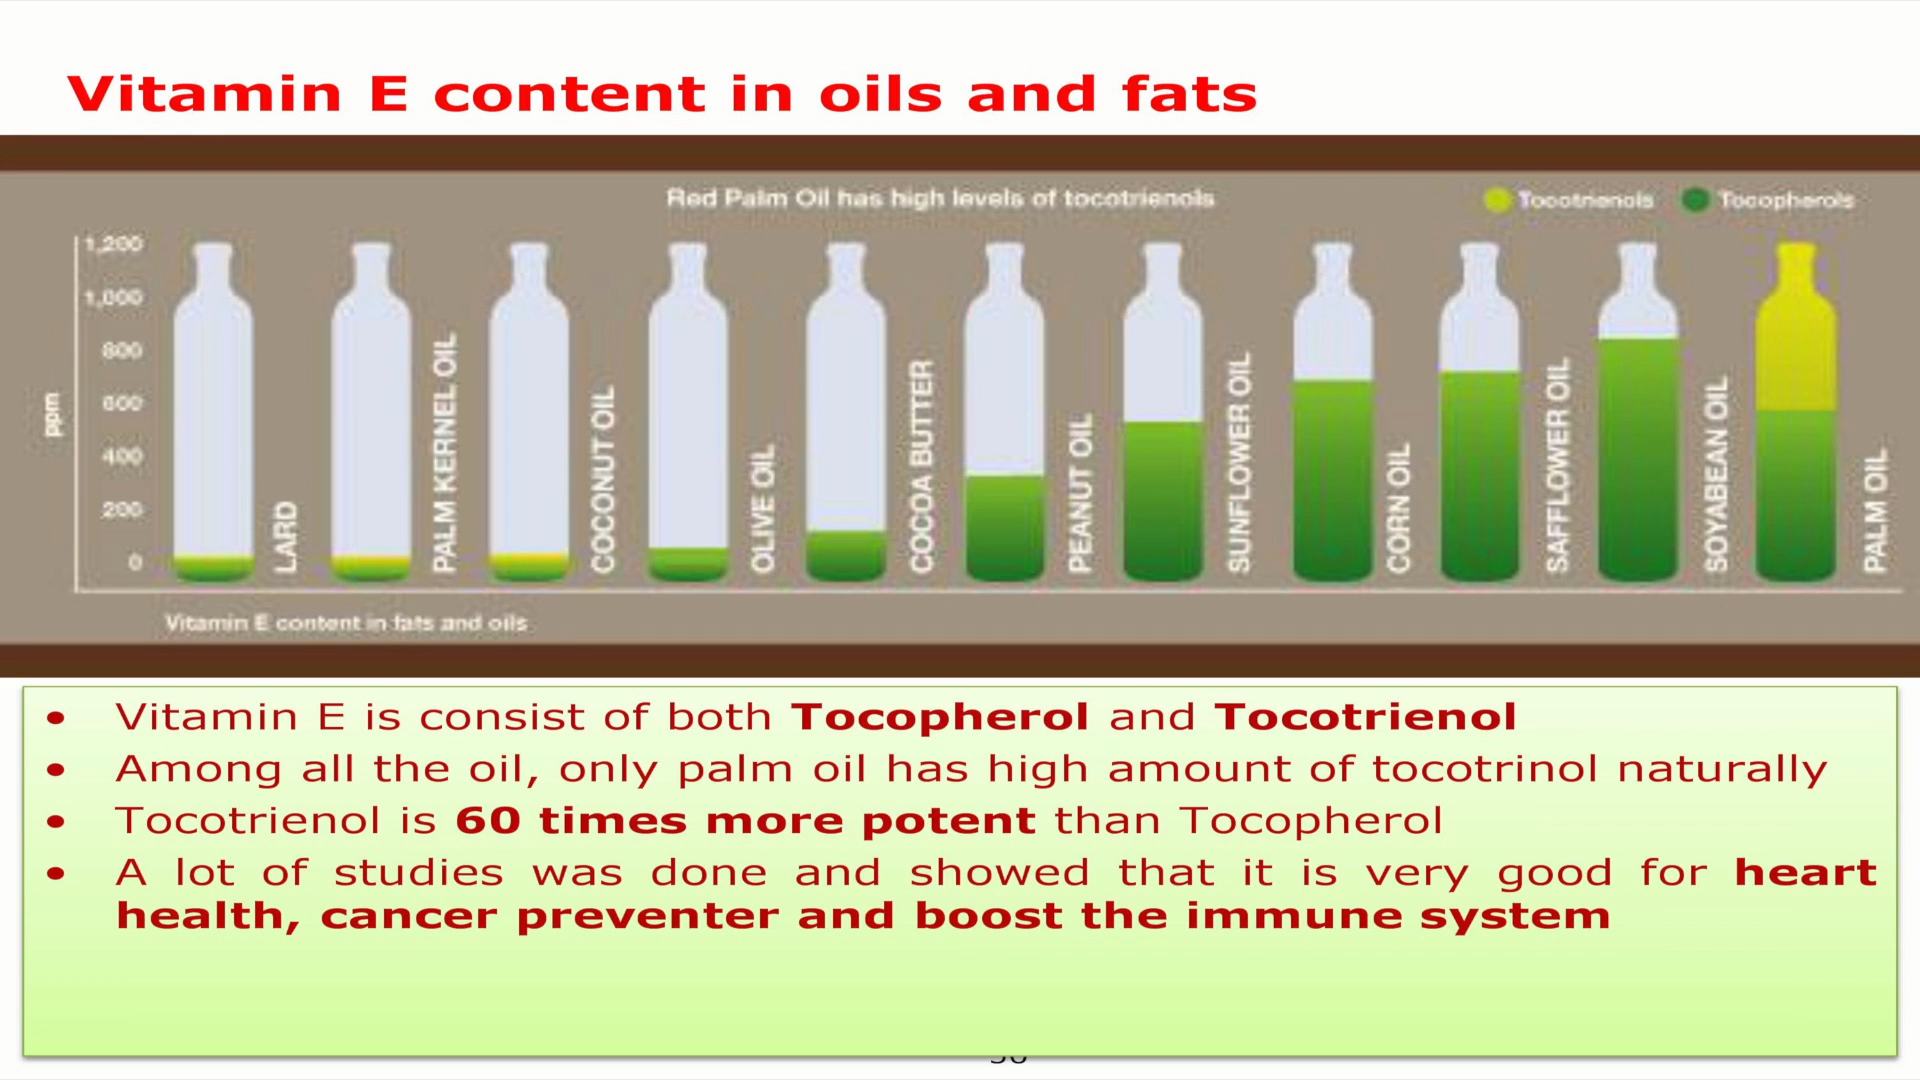 Vitamin E content in oils and fats
Red Palm Oil has high levels of tocotrienols
Tocotrienols
Tocopherols
ppm
1,200
1,000
800
600
400
200
0
LARD
PALM KERNEL OIL
COCONUT OIL
OLIVE OIL
COCOA BUTTER
PEANUT OIL
SUNFLOWER OIL
CORN OIL
SAFFLOWER OIL
SOYABEAN OIL
PALM OIL
Vitamin E content in fats and oils
• Vitamin E is consist of both Tocopherol and Tocotrienol
• Among all the oil, only palm oil has high amount of tocotrinol naturally
• Tocotrienol is 60 times more potent than Tocopherol
• A lot of studies was done and showed that it is very good for heart
health, cancer preventer and boost the immune system